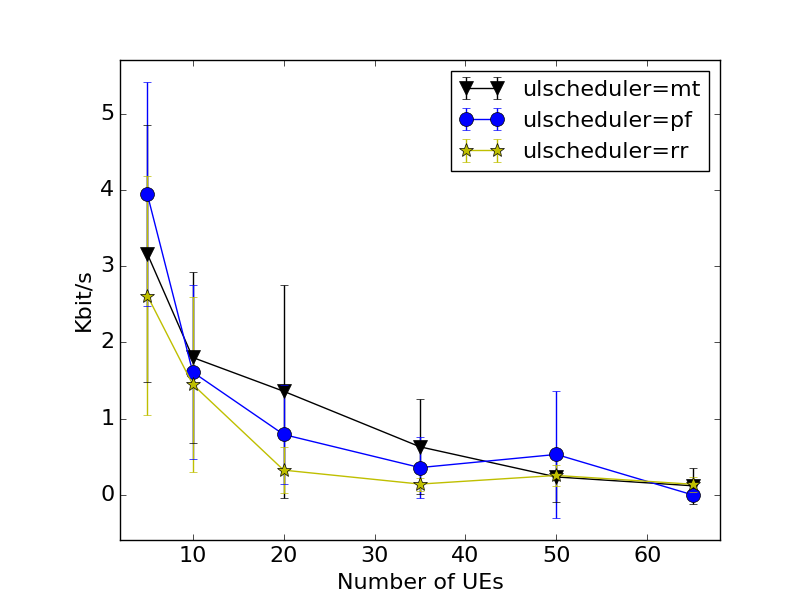 ulscheduler=mt
ulscheduler=pf
ulscheduler=rr
5
4
3
2
1
0
Kbit/s
10 20 30 40 50 60
Number of UEs